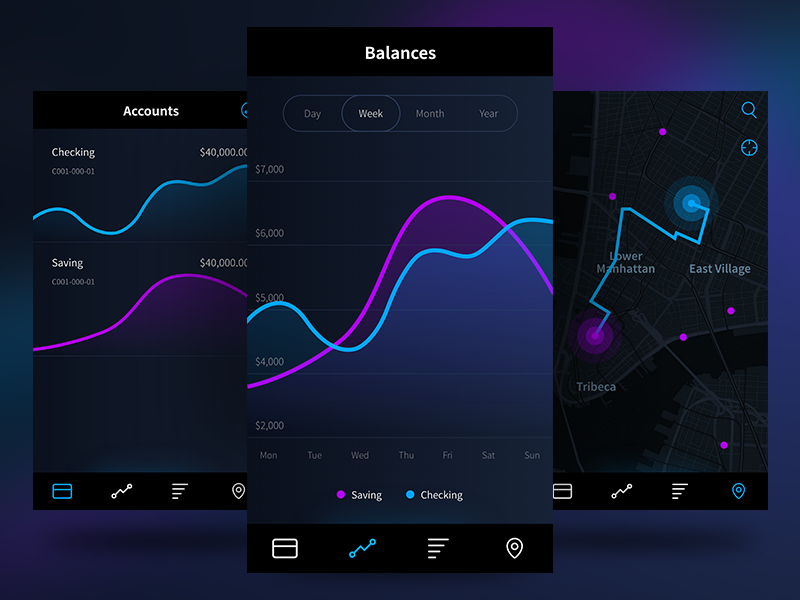 Accounts
Checking $40,000.00
C001-000-01
Saving $40,000.00
C001-000-01
Balances
Day Week Month Year
$7,000
$6,000
$5,000
$4,000
$2,000
Mon Tue Wed Thu Fri Sat Sun
Saving Checking
Lower
Manhattan
East Village
Tribeca